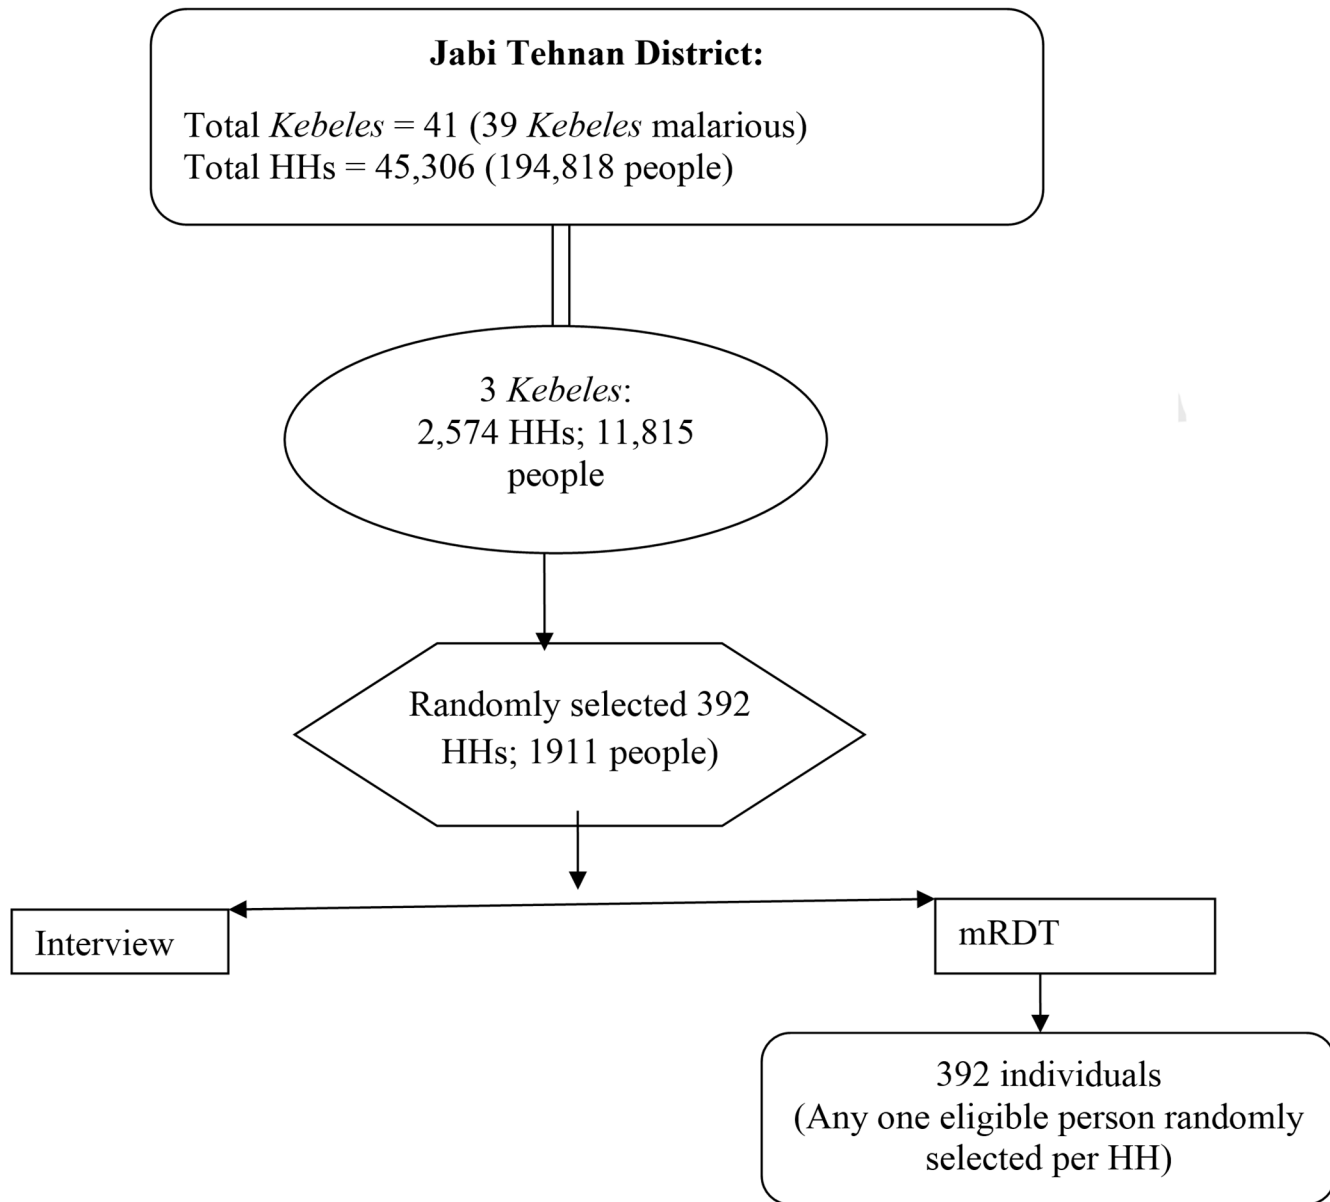 Jabi Tehnan District:
Total Kebeles = 41 (39 Kebeles malarious)
Total HHs = 45,306 (194,818 people)
3 Kebeles:
2,574 HHs; 11,815
people
Randomly selected 392
HHs; 1911 people)
Interview
mRDT
392 individuals
(Any one eligible person randomly
selected per HH)